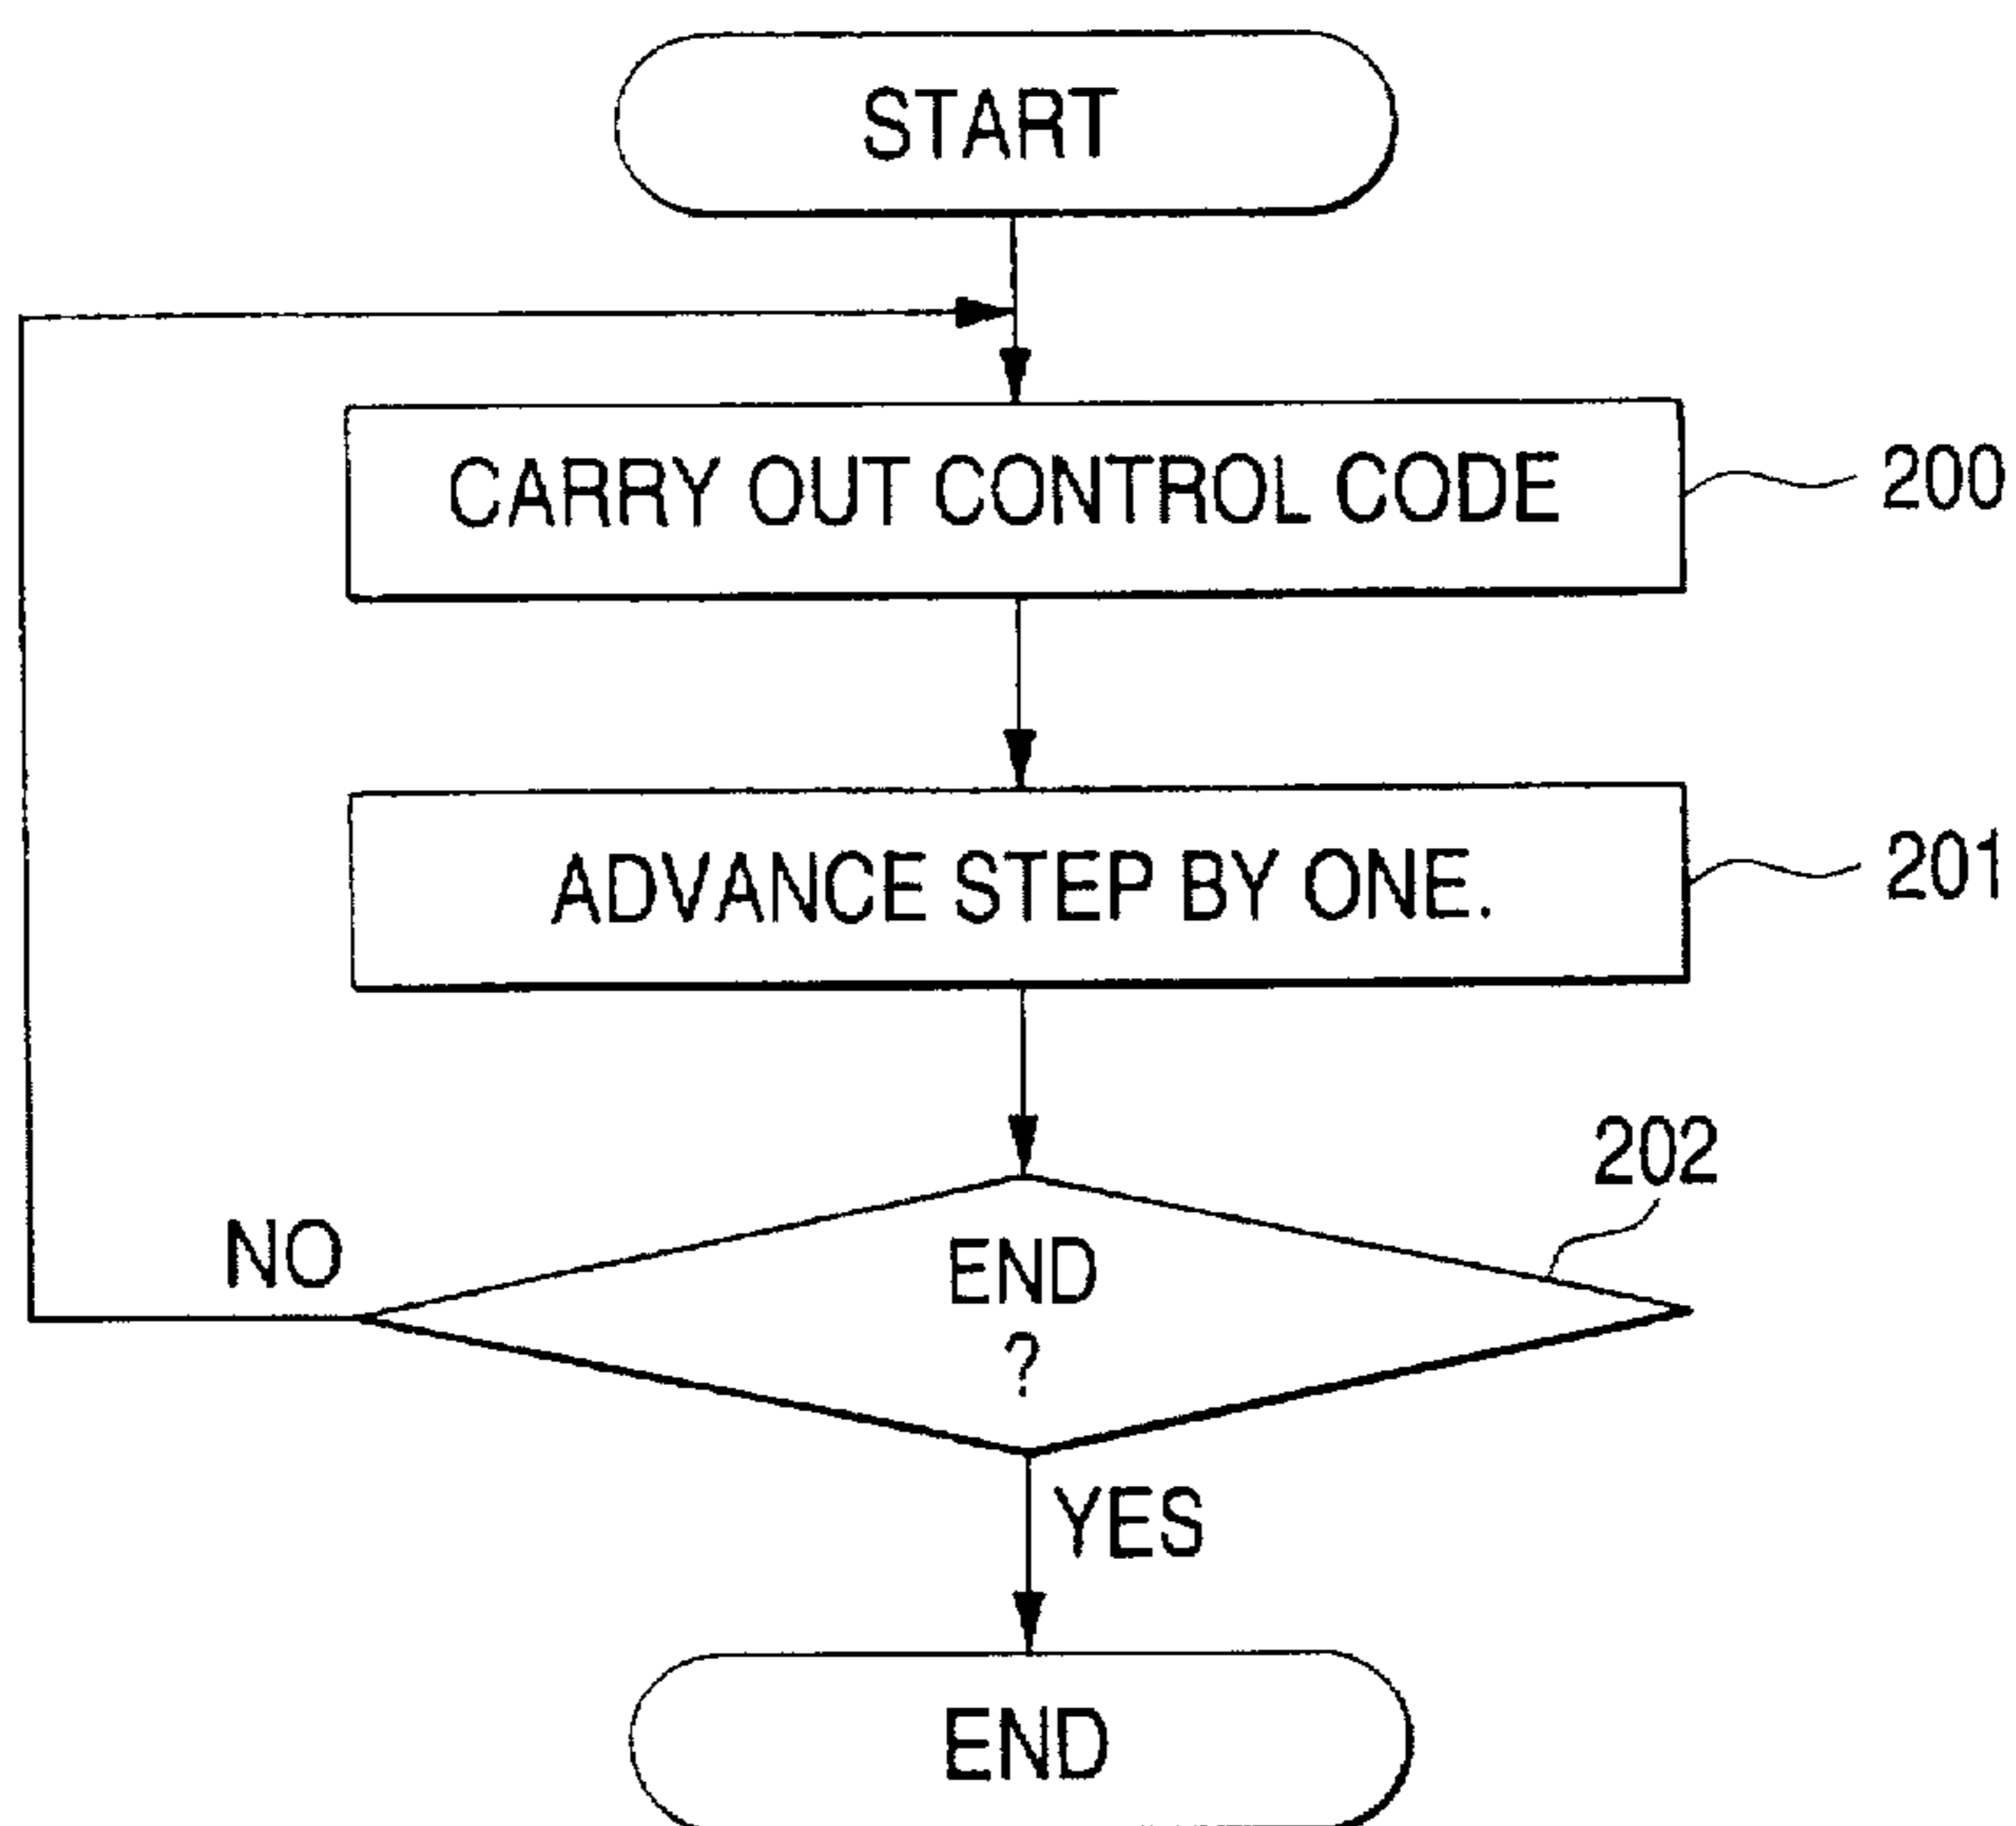 START
CARRY OUT CONTROL CODE
200
ADVANCE STEP BY ONE.
201
202
NO
END
?
YES
END